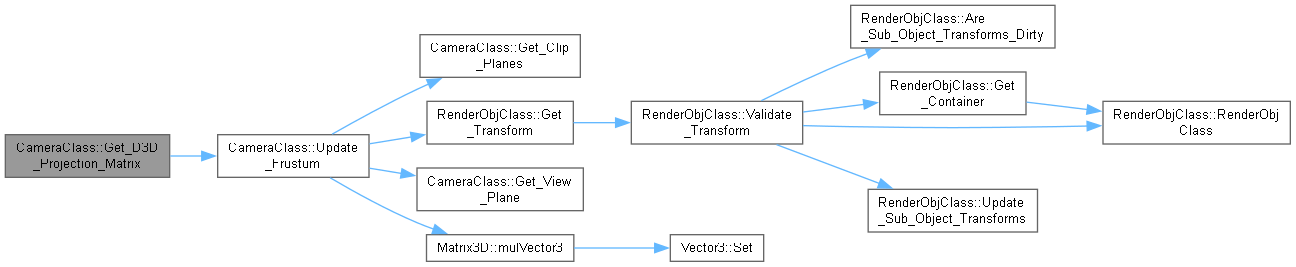 CameraClass::Get_D3D
_Projection_Matrix
CameraClass::Update
_Frustum
CameraClass::Get_Clip
_Planes
RenderObjClass::Get
_Transform
CameraClass::Get_View
_Plane
Matrix3D::mulVector3
RenderObjClass::Validate
_Transform
Vector3::Set
RenderObjClass::Are
_Sub_Object_Transforms_Dirty
RenderObjClass::Get
_Container
RenderObjClass::Update
_Sub_Object_Transforms
RenderObjClass::RenderObj
Class